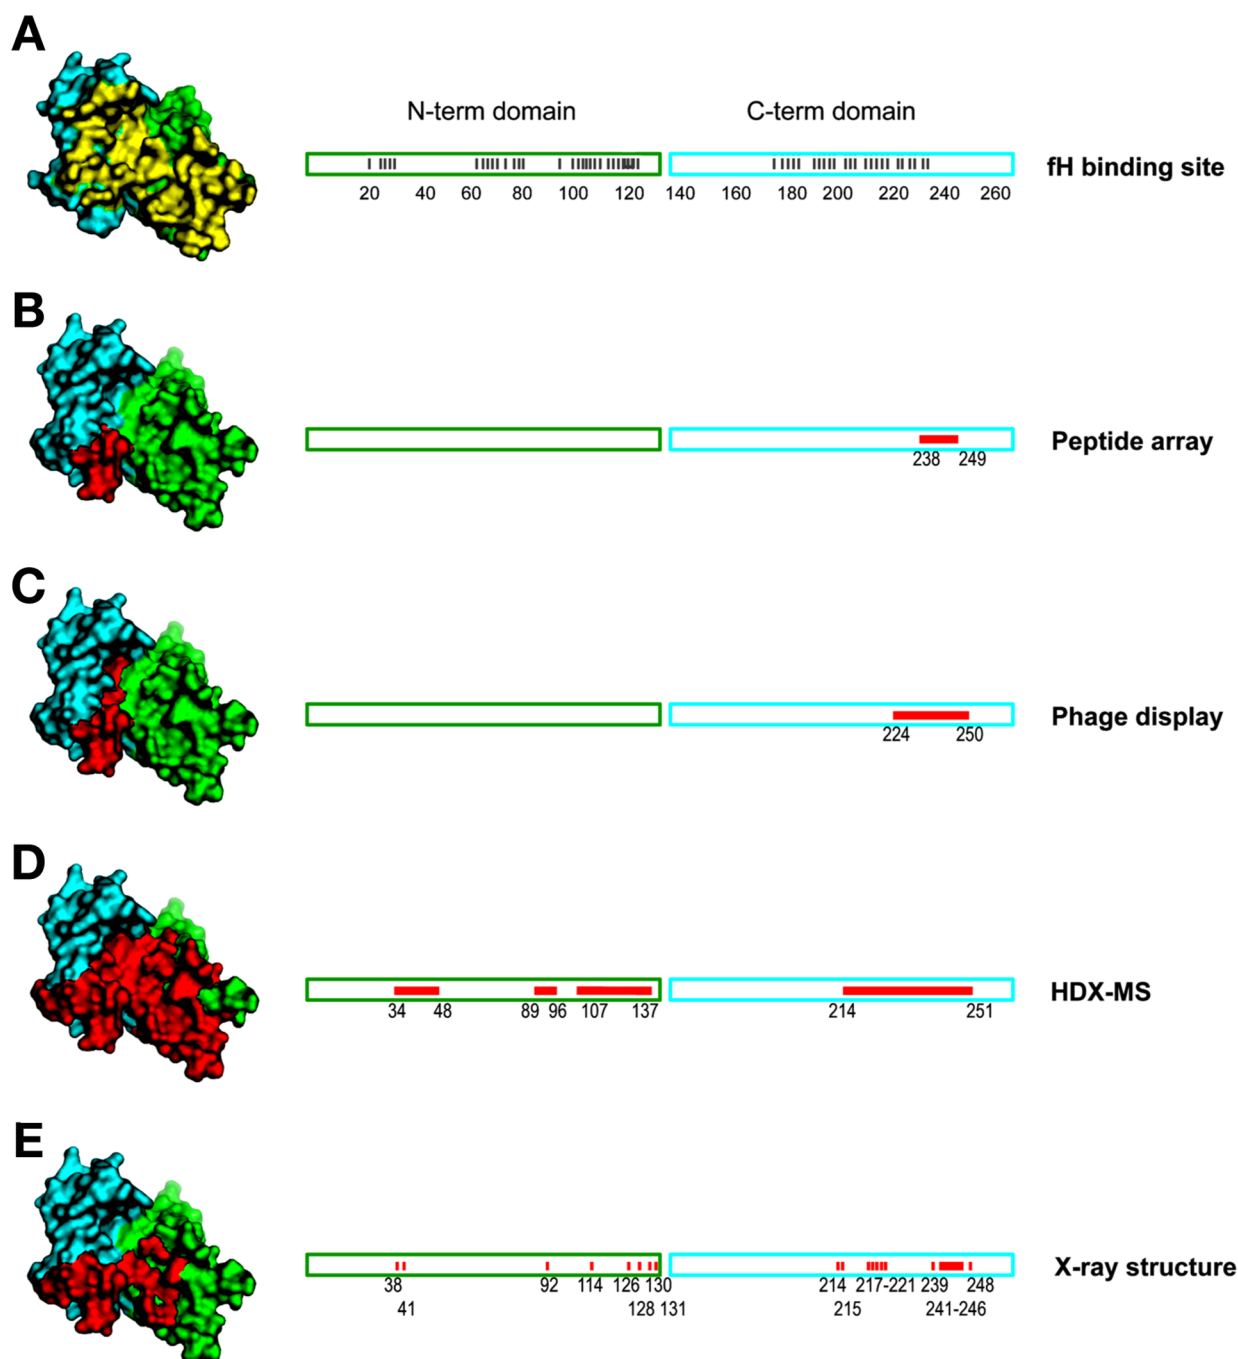 A
N-term domain C-term domain
fH binding site
20 40 60 80 100 120 140 160 180 200 220 240 260
B
Peptide array
238 249
C
Phage display
224 250
D
HDX-MS
34 48 89 96 107 137 214 251
E
X-ray structure
38 92 114 126 130 214 217-221 239 248
41 128 131 215 241-246